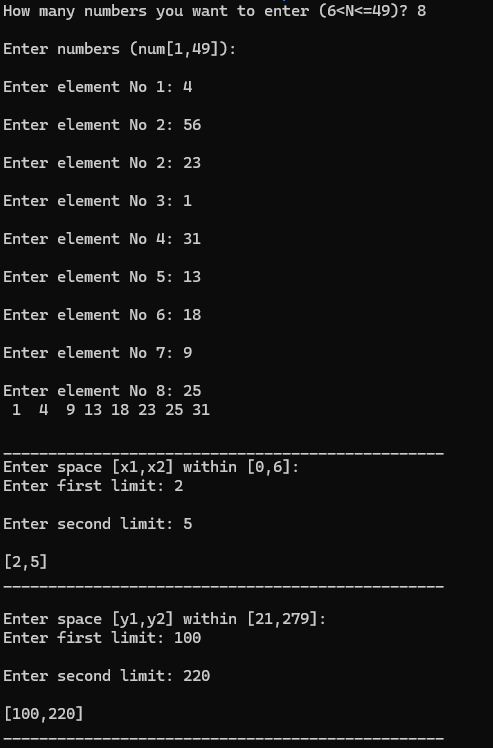 How many numbers you want to enter (6<N<=49)? 8
Enter numbers (num[1,49]):
Enter element No 1: 4
Enter element No 2: 56
Enter element No 2: 23
Enter element No 3: 1
Enter element No 4: 31
Enter element No 5: 13
Enter element No 6: 18
Enter element No 7: 9
Enter element No 8: 25
 1  4  9 13 18 23 25 31
_________________________________________________
Enter space [x1,x2] within [0,6]:
Enter first limit: 2
Enter second limit: 5
[2,5]
_________________________________________________
Enter space [y1,y2] within [21,279]:
Enter first limit: 100
Enter second limit: 220
[100,220]
_________________________________________________